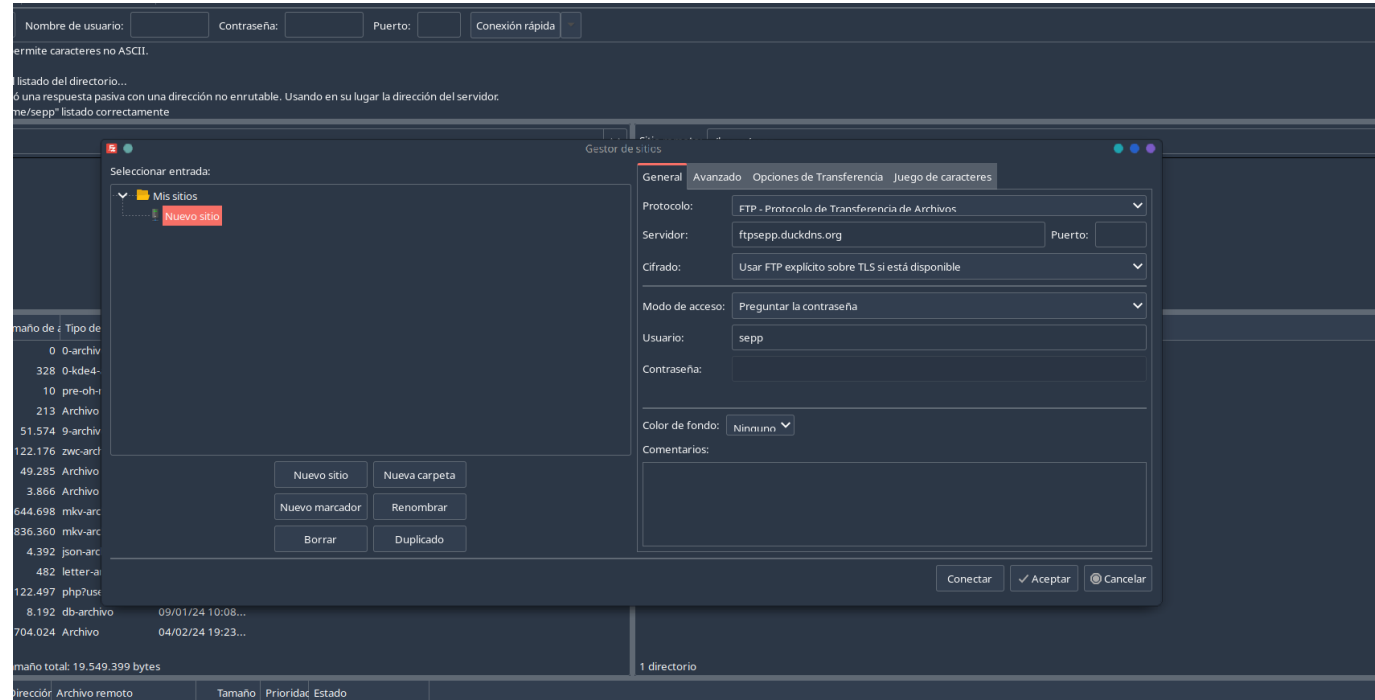 Nombre de usuario: Contraseña: Puerto: Conexión rápida
ermite caracteres no ASCII.
listado del directorio...
ó una respuesta pasiva con una dirección no enrutable. Usando en su lugar la dirección del servidor.
me/sepp" listado correctamente
Gestor de sitios
Seleccionar entrada:
Mis sitios
Nuevo sitio
Nuevo sitio Nueva carpeta
Nuevo marcador Renombrar
Borrar Duplicado
General Avanzado Opciones de Transferencia Juego de caracteres
Protocolo: FTP - Protocolo de Transferencia de Archivos
Servidor: ftpsepp.duckdns.org Puerto:
Cifrado: Usar FTP explícito sobre TLS si está disponible
Modo de acceso: Preguntar la contraseña
Usuario: sepp
Contraseña:
Color de fondo: Ninguno
Comentarios:
Conectar Aceptar Cancelar
maño de a Tipo de
0 0-archiv
328 0-kde4-
10 pre-oh-
213 Archivo
51.574 9-archiv
122.176 zwc-arch
49.285 Archivo
3.866 Archivo
644.698 mkv-arc
836.360 mkv-arc
4.392 json-arc
482 letter-a
122.497 php?use
8.192 db-archivo 09/01/24 10:08...
704.024 Archivo 04/02/24 19:23...
maño total: 19.549.399 bytes
1 directorio
Dirección Archivo remoto Tamaño Prioridad Estado